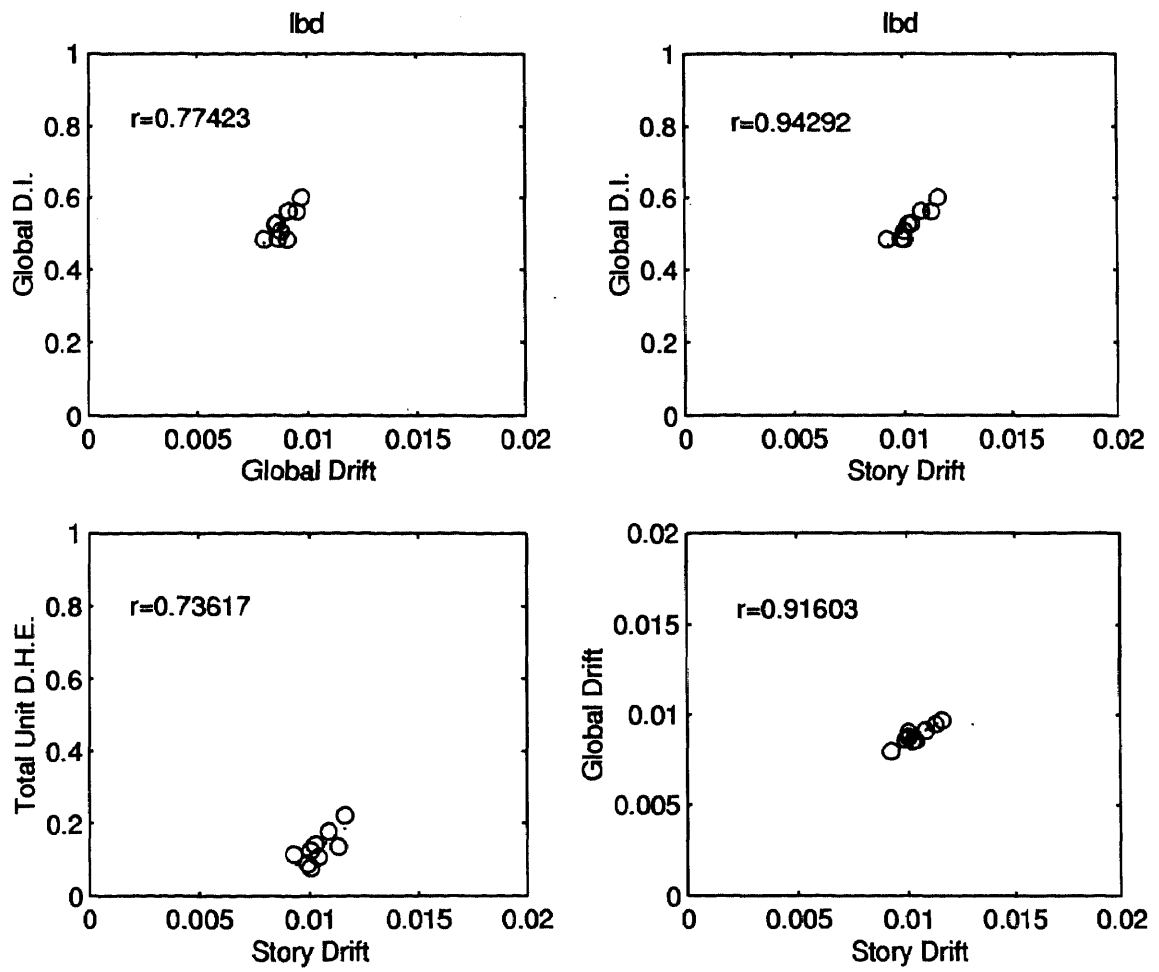 lbd
1
0.8
0.6
0.4
0.2
0
r=0.77423
Global D.I.
0 0.005 0.01 0.015 0.02
Global Drift
lbd
1
0.8
0.6
0.4
0.2
0
r=0.94292
Global D.I.
0 0.005 0.01 0.015 0.02
Story Drift
1
0.8
0.6
0.4
0.2
0
r=0.73617
Total Unit D.H.E.
0 0.005 0.01 0.015 0.02
Story Drift
0.02
0.015
0.01
0.005
0
r=0.91603
Global Drift
0 0.005 0.01 0.015 0.02
Story Drift